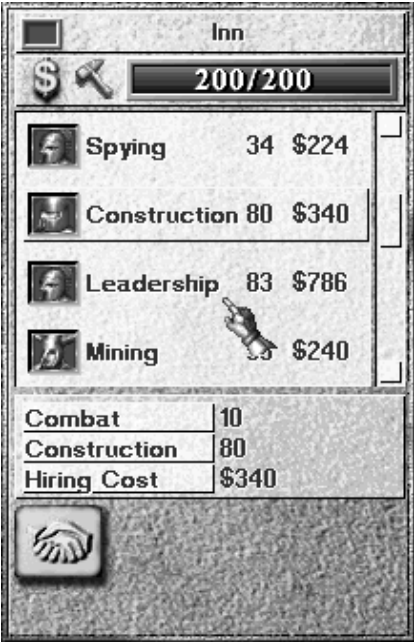 Inn
$
200/200
Spying 34 $224
Construction 80 $340
Leadership 83 $786
Mining $240
Combat 10
Construction 80
Hiring Cost $340